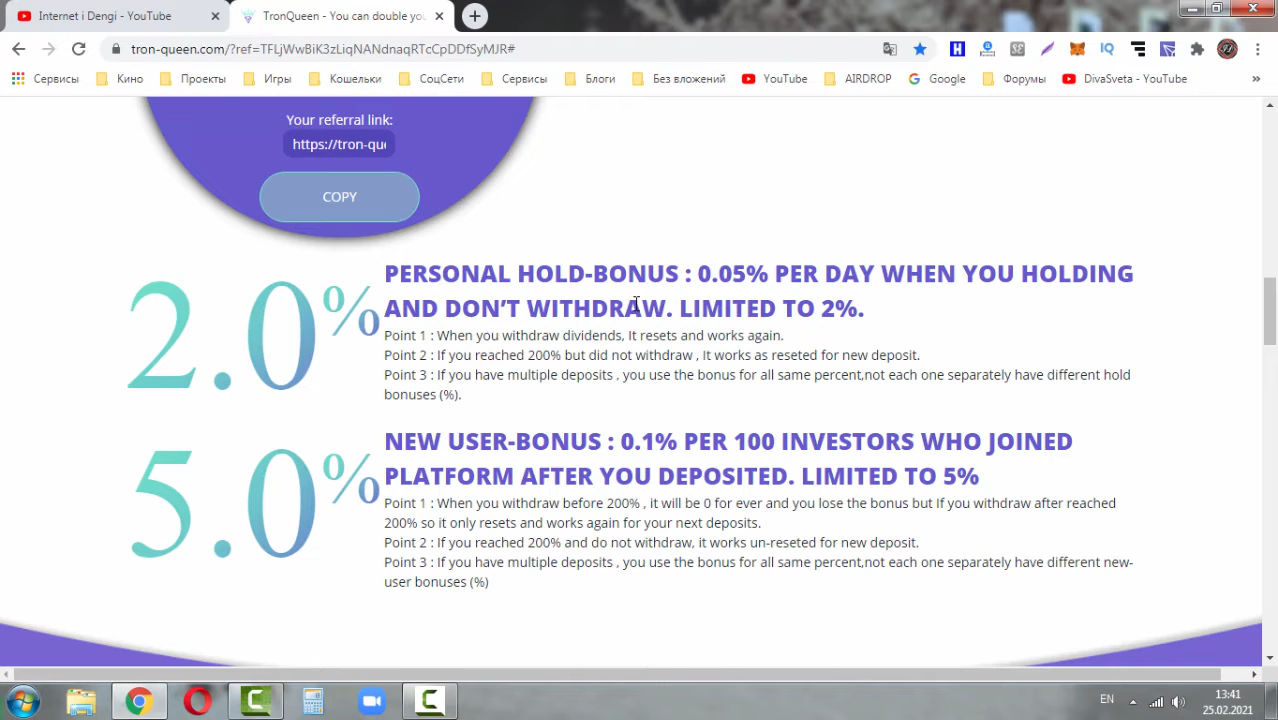 Internet i Dengi - YouTube
TronQueen - You can double you
tron-queen.com/?ref=TFLjWwBiK3zLiqNANdnaqRTcCpDDfSyMJR#
Сервисы Кино Проекты Игры Кошельки СоцСети Сервисы Блоги Без вложений YouTube AIRDROP Google Форумы DivaSveta - YouTube »
Your referral link:
https://tron-que
COPY
2.0%
PERSONAL HOLD-BONUS : 0.05% PER DAY WHEN YOU HOLDING
AND DON'T WITHDRAW. LIMITED TO 2%.
Point 1 : When you withdraw dividends, It resets and works again.
Point 2 : If you reached 200% but did not withdraw , It works as reseted for new deposit.
Point 3 : If you have multiple deposits , you use the bonus for all same percent,not each one separately have different hold
bonuses (%).
5.0%
NEW USER-BONUS : 0.1% PER 100 INVESTORS WHO JOINED
PLATFORM AFTER YOU DEPOSITED. LIMITED TO 5%
Point 1 : When you withdraw before 200% , it will be 0 for ever and you lose the bonus but If you withdraw after reached
200% so it only resets and works again for your next deposits.
Point 2 : If you reached 200% and do not withdraw, it works un-reseted for new deposit.
Point 3 : If you have multiple deposits , you use the bonus for all same percent,not each one separately have different new-
user bonuses (%)
EN
13:41
25.02.2021